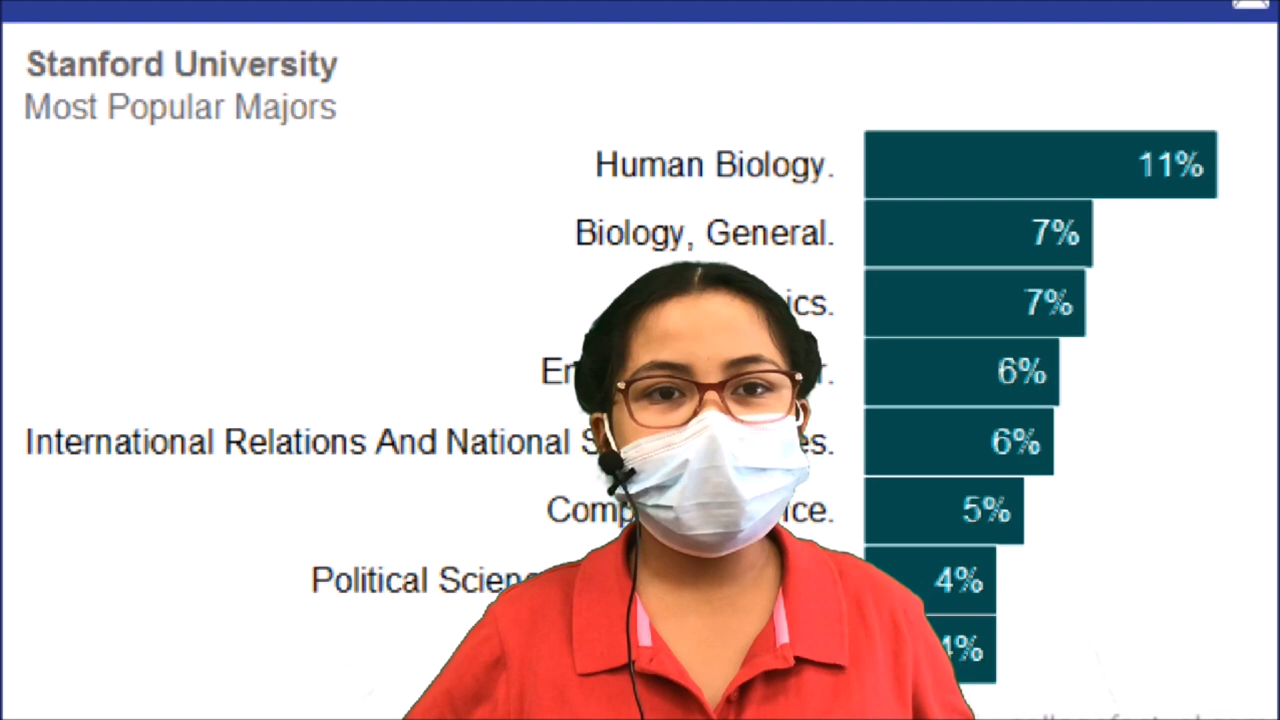 Stanford University
Most Popular Majors
Human Biology. 11%
Biology, General. 7%
7%
6%
International Relations And National 6%
5%
Political 4%
4%